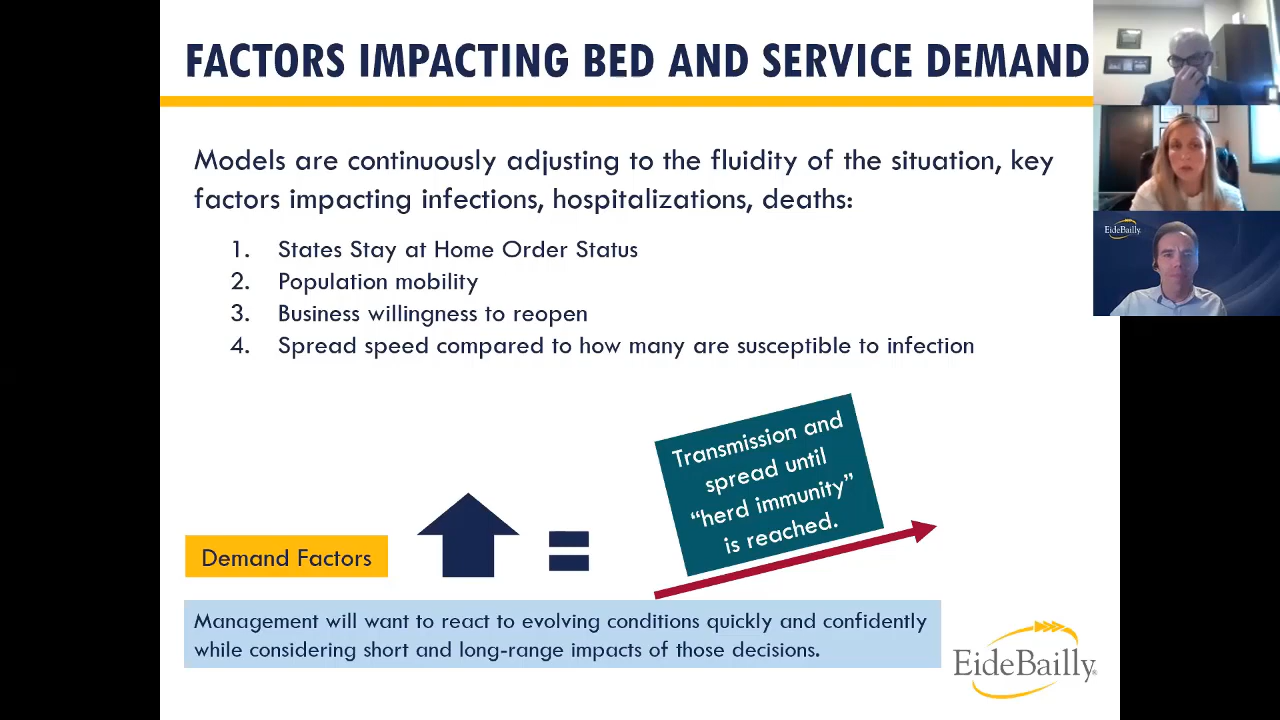 FACTORS IMPACTING BED AND SERVICE DEMAND
Models are continuously adjusting to the fluidity of the situation, key
factors impacting infections, hospitalizations, deaths:
1. States Stay at Home Order Status
2. Population mobility
3. Business willingness to reopen
4. Spread speed compared to how many are susceptible to infection
Transmission and
spread until
“herd immunity”
is reached.
Demand Factors
Management will want to react to evolving conditions quickly and confidently
while considering short and long-range impacts of those decisions.
EideBailly®
EideBailly.